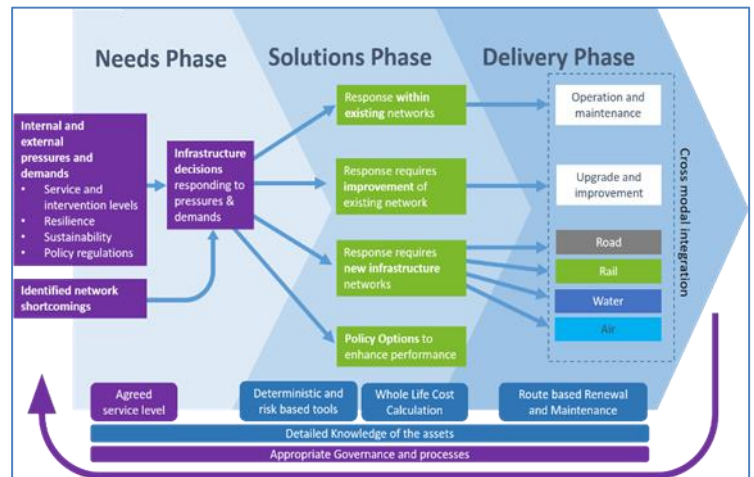 Needs Phase
Solutions Phase
Delivery Phase
Internal and
external
pressures and
demands
• Service and
intervention levels
• Resilience
• Sustainability
• Policy regulations
Identified network
shortcomings
Infrastructure
decisions
responding to
pressures &
demands
Response within
existing networks
Response requires
improvement of
existing network
Response requires
new infrastructure
networks
Policy Options to
enhance performance
Operation and
maintenance
Upgrade and
improvement
Road
Rail
Water
Air
Cross modal integration
Agreed
service level
Deterministic and
risk based tools
Whole Life Cost
Calculation
Route based Renewal
and Maintenance
Detailed Knowledge of the assets
Appropriate Governance and processes